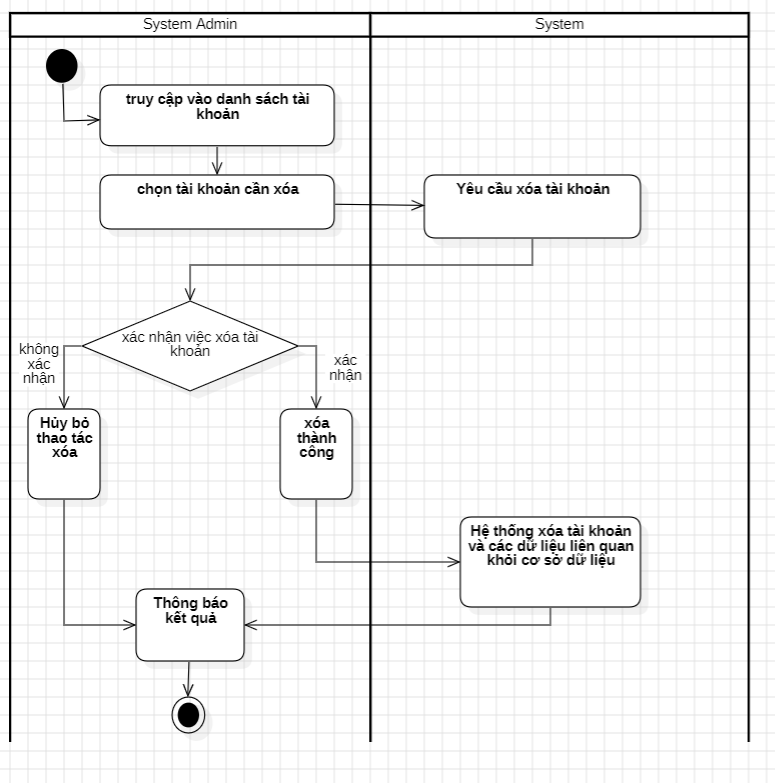 System Admin
System
truy cập vào danh sách tài
khoản
chọn tài khoản cần xóa
Yêu cầu xóa tài khoản
xác nhận việc xóa tài
khoản
không
xác
nhận
xác
nhận
Hủy bỏ
thao tác
xóa
xóa
thành
công
Hệ thống xóa tài khoản
và các dữ liệu liên quan
khỏi cơ sở dữ liệu
Thông báo
kết quả